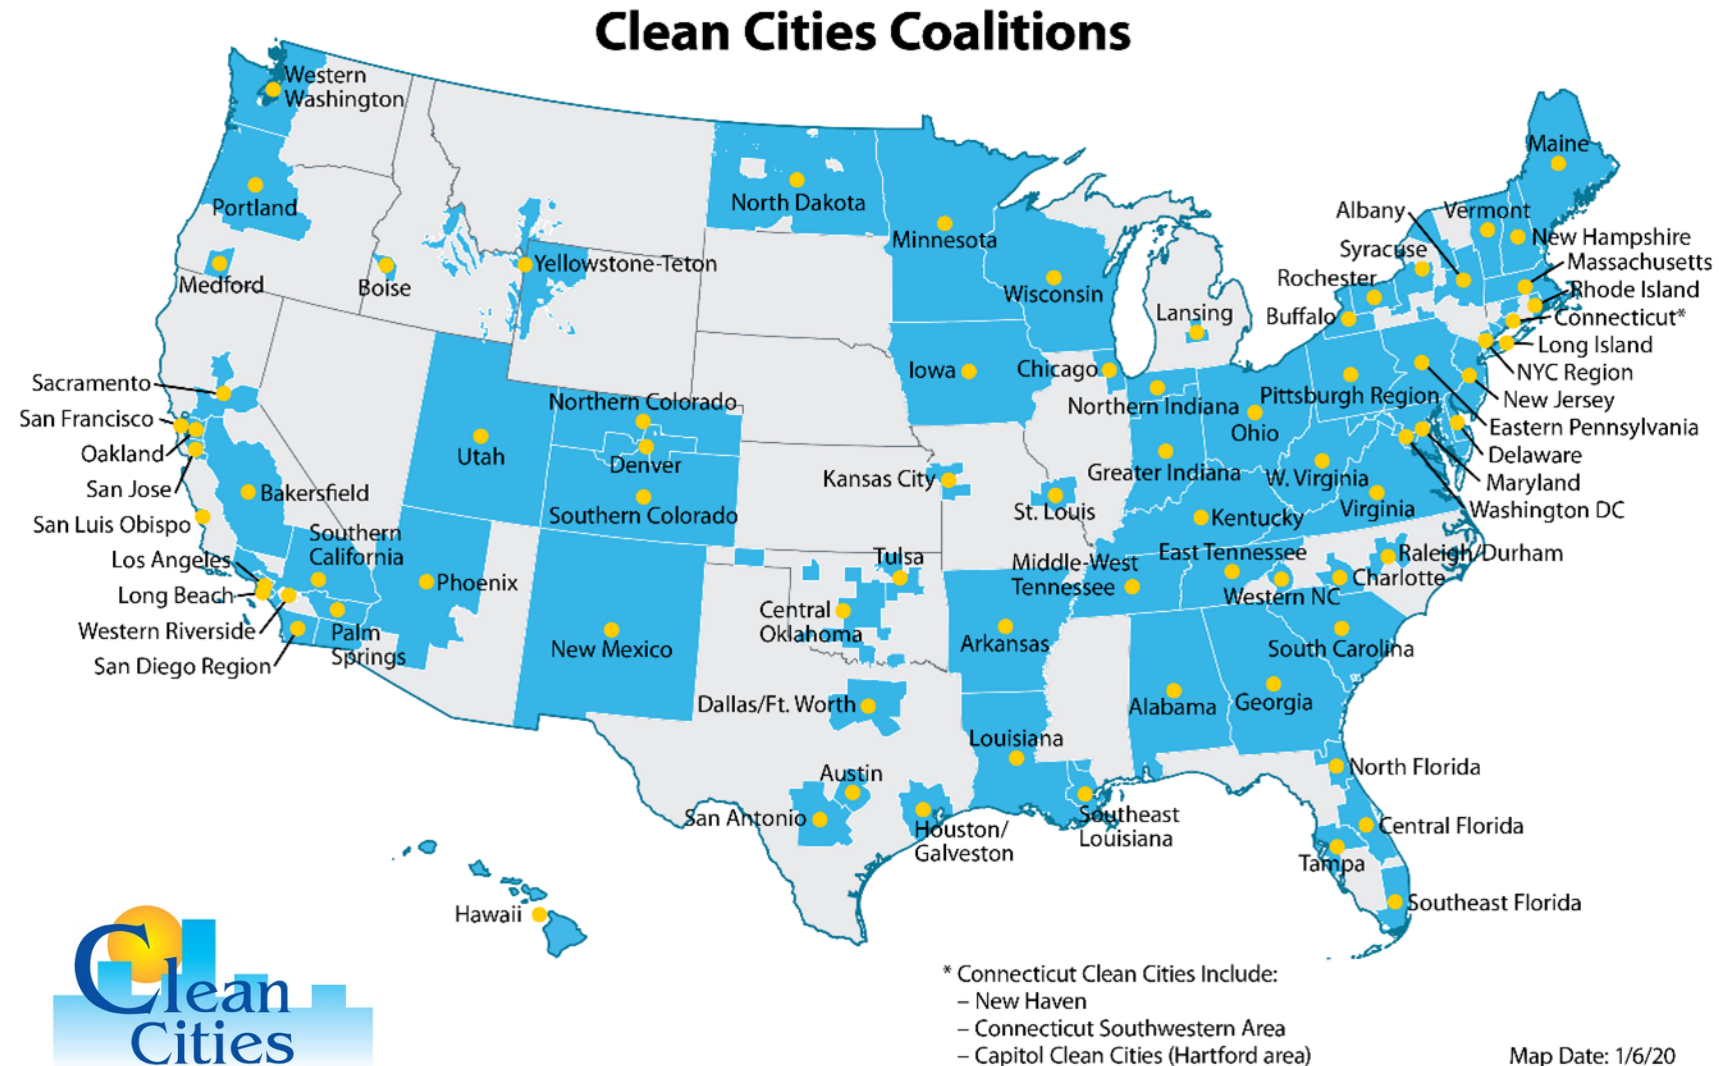 Clean Cities Coalitions
Western
Washington
Portland
Medford
Boise
Yellowstone-Teton
North Dakota
Minnesota
Wisconsin
Iowa
Chicago
Lansing
Northern Indiana
Greater Indiana
Ohio
Pittsburgh Region
W. Virginia
Virginia
Kentucky
Maine
Albany
Vermont
Syracuse
New Hampshire
Massachusetts
Rochester
Rhode Island
Buffalo
Connecticut*
Long Island
NYC Region
New Jersey
Eastern Pennsylvania
Delaware
Maryland
Washington DC
Sacramento
San Francisco
Oakland
San Jose
Bakersfield
San Luis Obispo
Southern
California
Los Angeles
Long Beach
Western Riverside
San Diego Region
Palm
Springs
Phoenix
Utah
Northern Colorado
Denver
Southern Colorado
New Mexico
Kansas City
St. Louis
Tulsa
Central
Oklahoma
Arkansas
Middle-West
Tennessee
East Tennessee
Western NC
Raleigh/Durham
Charlotte
South Carolina
Georgia
Alabama
Dallas/Ft. Worth
Louisiana
Austin
San Antonio
Houston/
Galveston
Southeast
Louisiana
North Florida
Central Florida
Tampa
Southeast Florida
Hawaii
Clean
Cities
* Connecticut Clean Cities Include:
– New Haven
– Connecticut Southwestern Area
– Capitol Clean Cities (Hartford area)
Map Date: 1/6/20